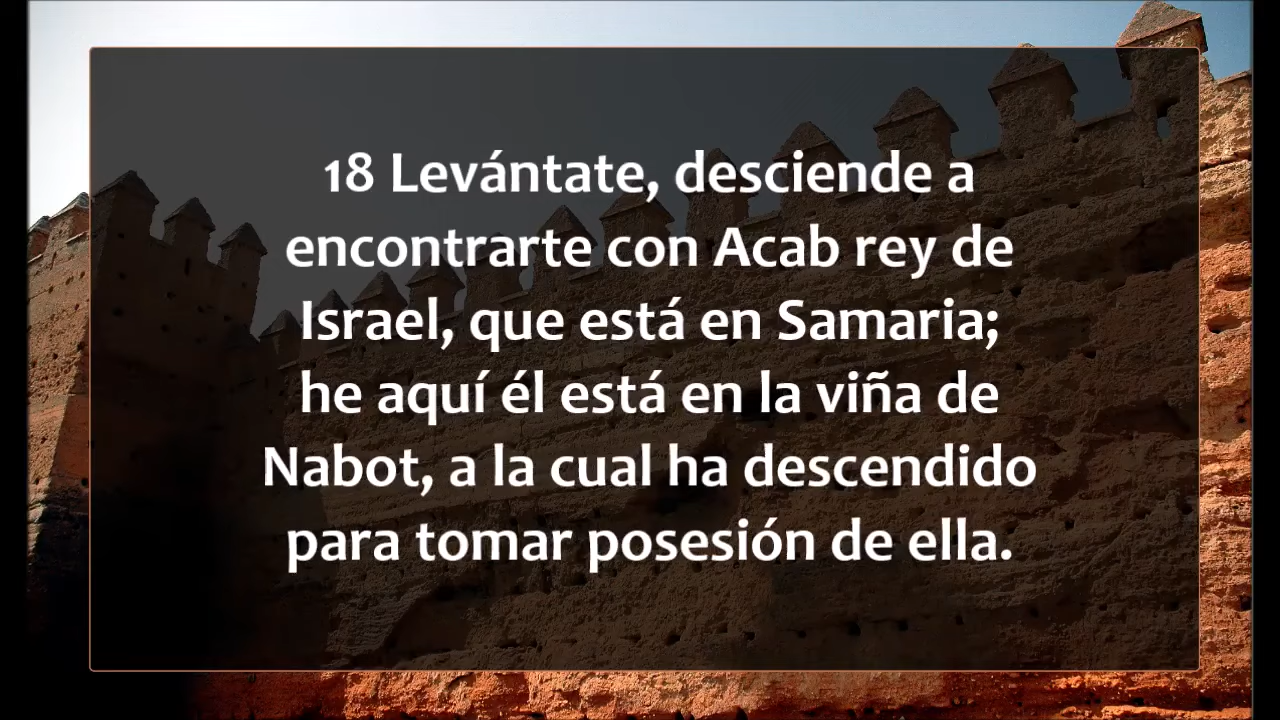 18 Levántate, desciende a
encontrarte con Acab rey de
Israel, que está en Samaria;
he aquí él está en la viña de
Nabot, a la cual ha descendido
para tomar posesión de ella.